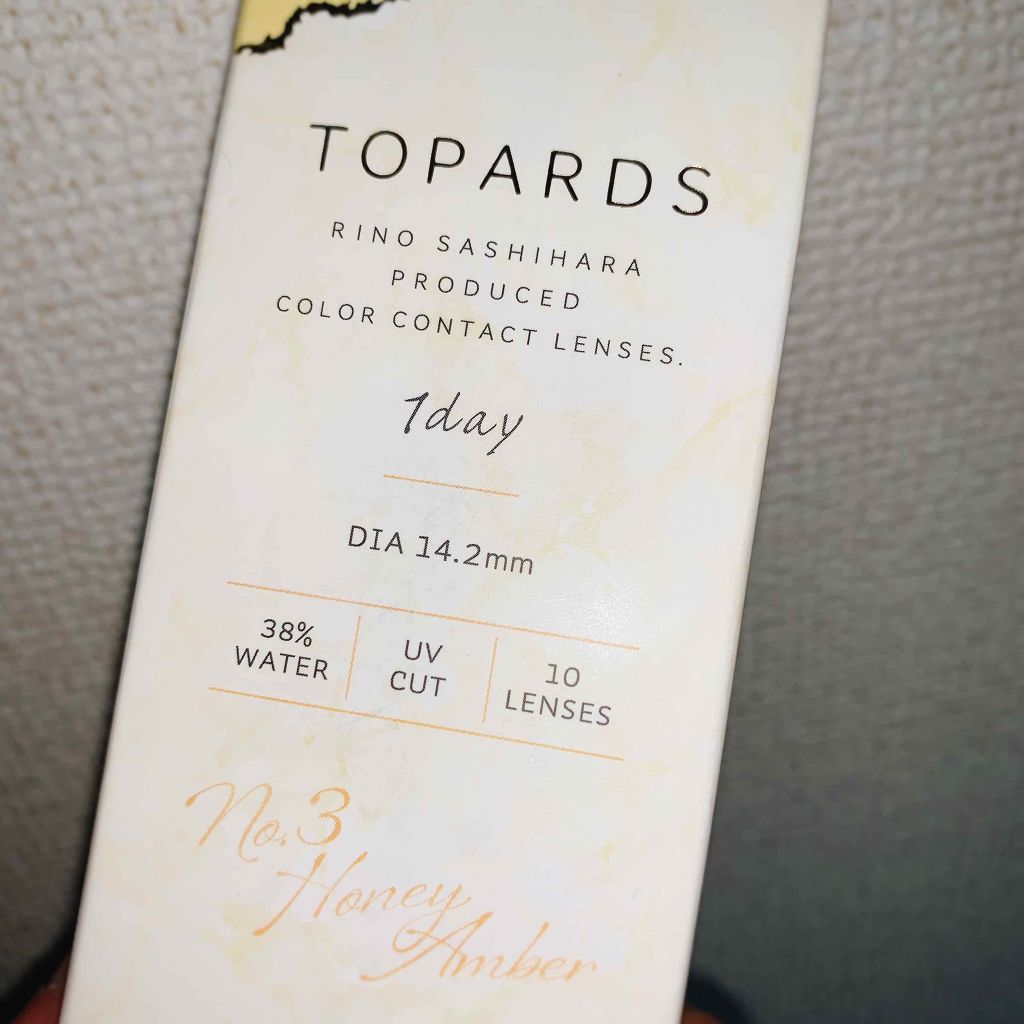 TOPARDS
RINO SASHIHARA
PRODUCED
COLOR CONTACT LENSES.
1day
DIA 14.2mm
38%
WATER
UV
CUT
10
LENSES
No.3
Honey
Amber